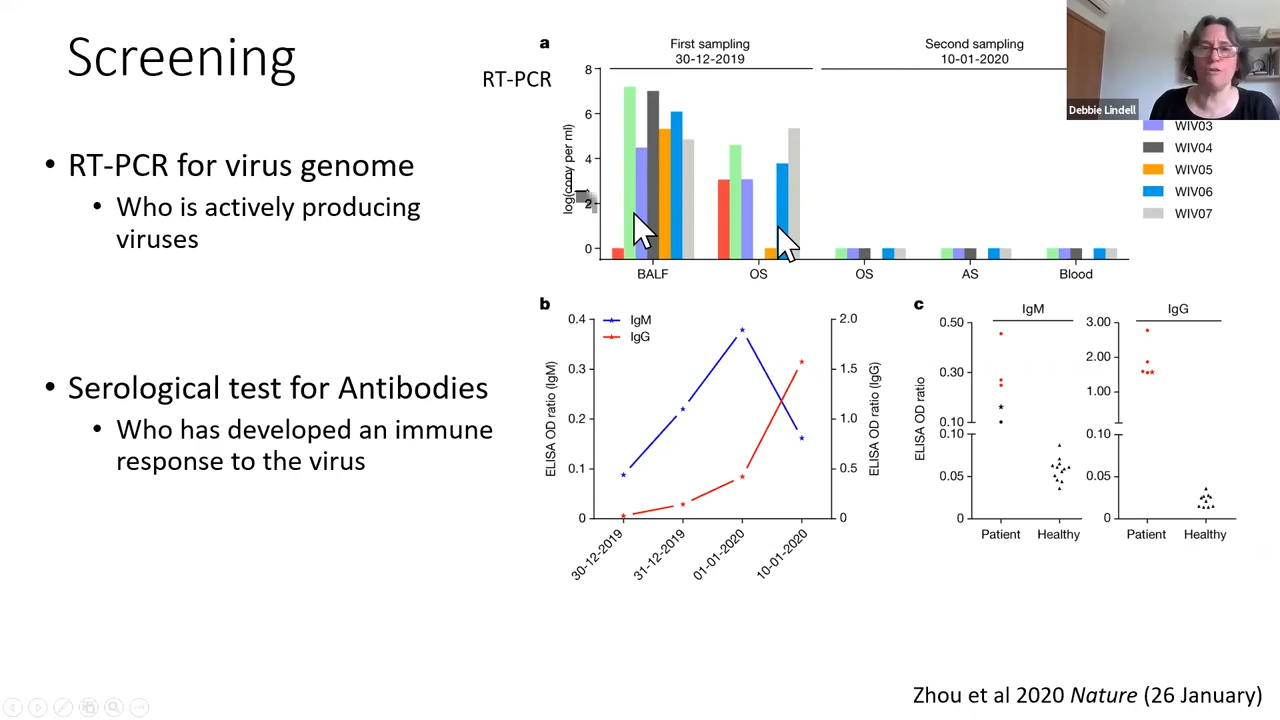 Screening
RT-PCR
• RT-PCR for virus genome
• Who is actively producing
viruses
• Serological test for Antibodies
• Who has developed an immune
response to the virus
a
First sampling
30-12-2019
Second sampling
10-01-2020
log(copy per ml)
8
6
4
2
0
BALF
OS
OS
AS
Blood
Debbie Lindell
WIV03
WIV04
WIV05
WIV06
WIV07
b
IgM
IgG
ELISA OD ratio (IgM)
0.4
0.3
0.2
0.1
0
2.0
1.5
1.0
0.5
0
ELISA OD ratio (IgG)
30-12-2019
31-12-2019
01-01-2020
10-01-2020
c
IgM
IgG
ELISA OD ratio
0.50
0.30
0.10
0.10
0.05
0
3.00
2.00
1.00
0.10
0.05
0
Patient
Healthy
Patient
Healthy
Zhou et al 2020 Nature (26 January)